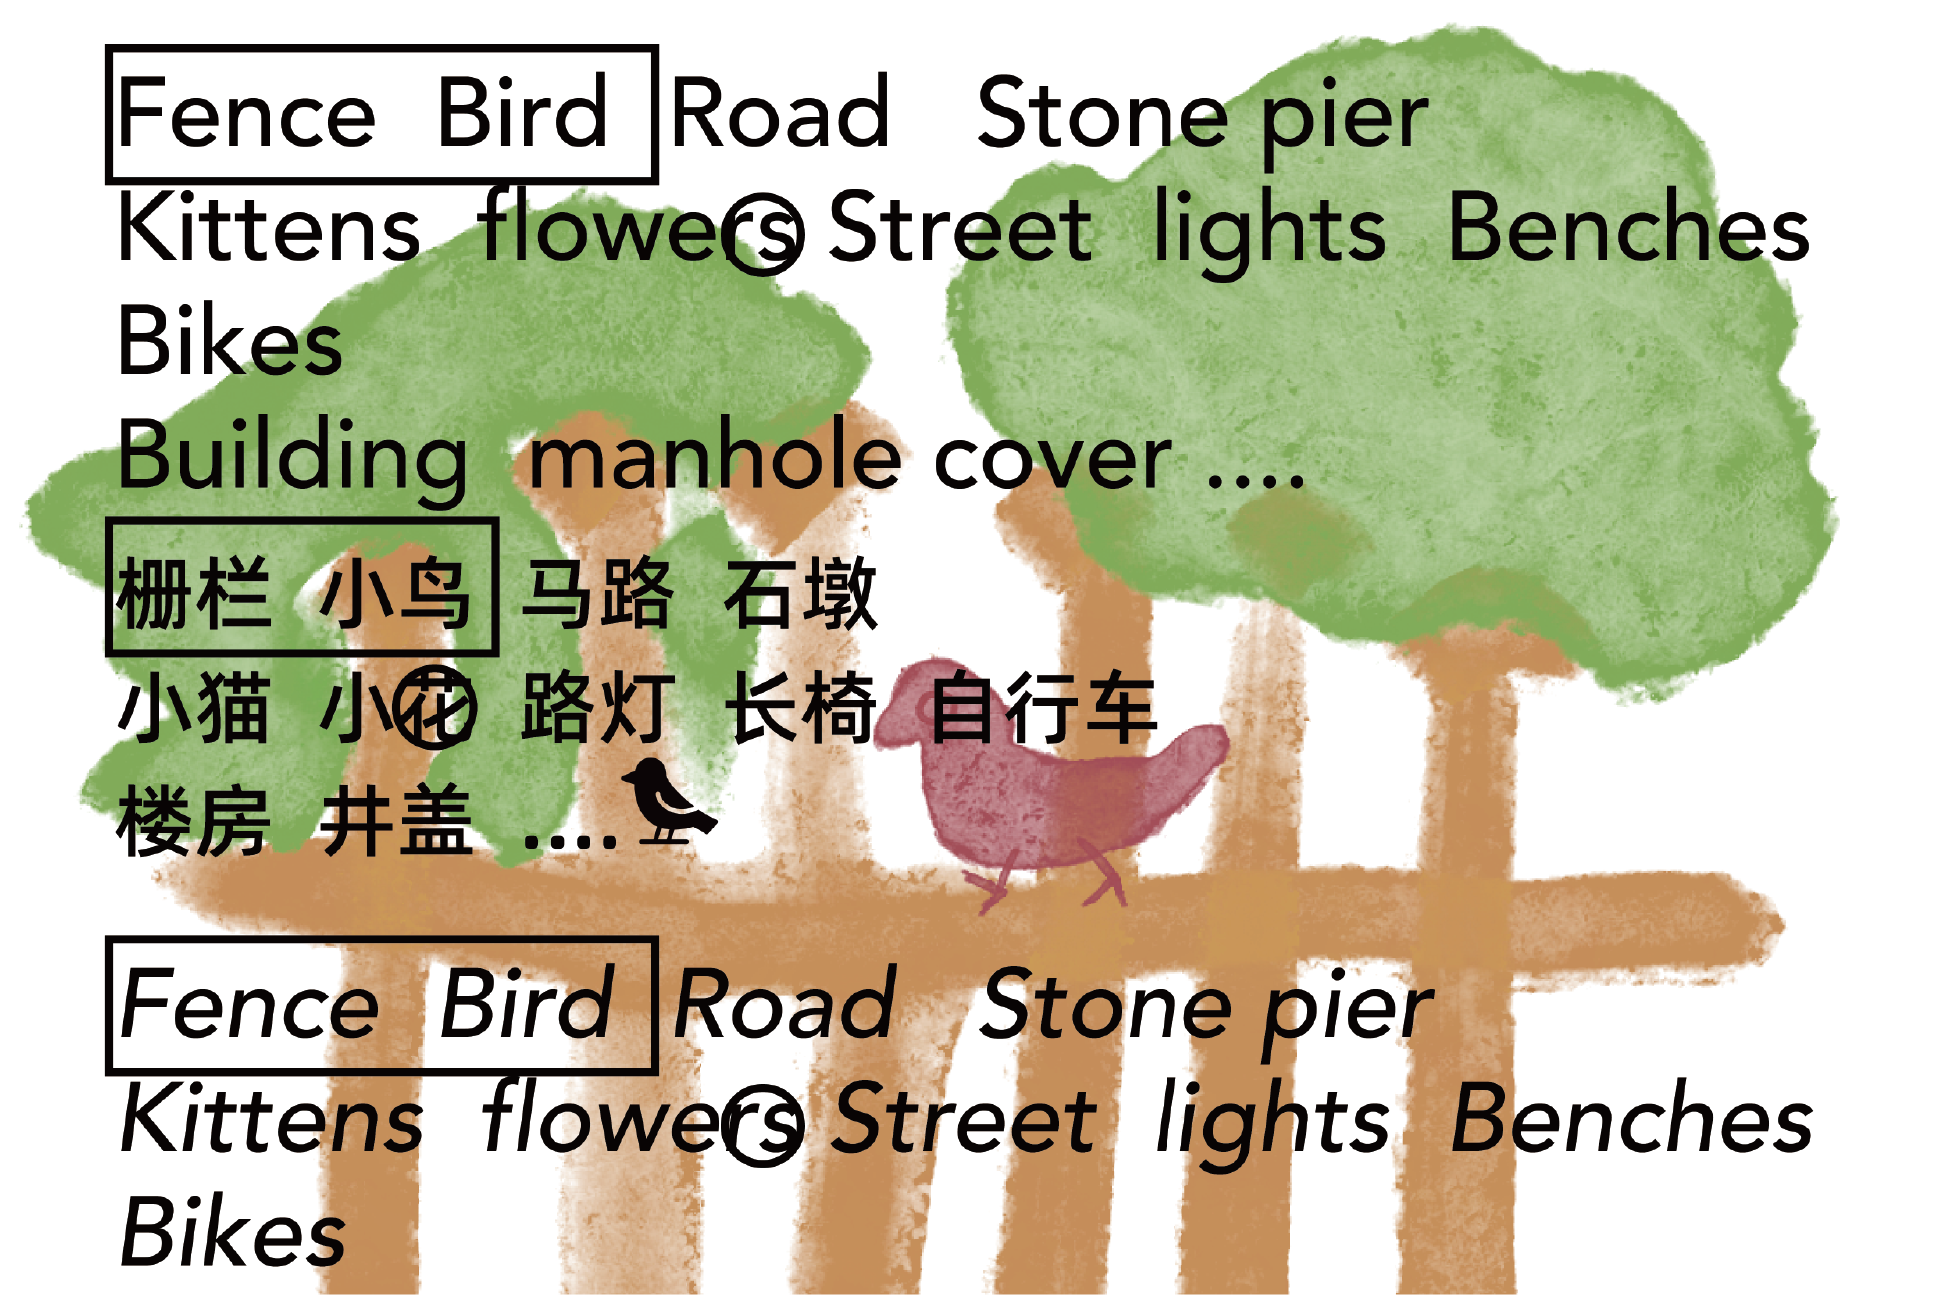 Fence Bird Road Stone pier
Kittens flowers Street lights Benches
Bikes
Building manhole cover ....
栅栏 小鸟 马路 石墩
小猫 小花 路灯 长椅 自行车
楼房 井盖 ....
Fence Bird Road Stone pier
Kittens flowers Street lights Benches
Bikes